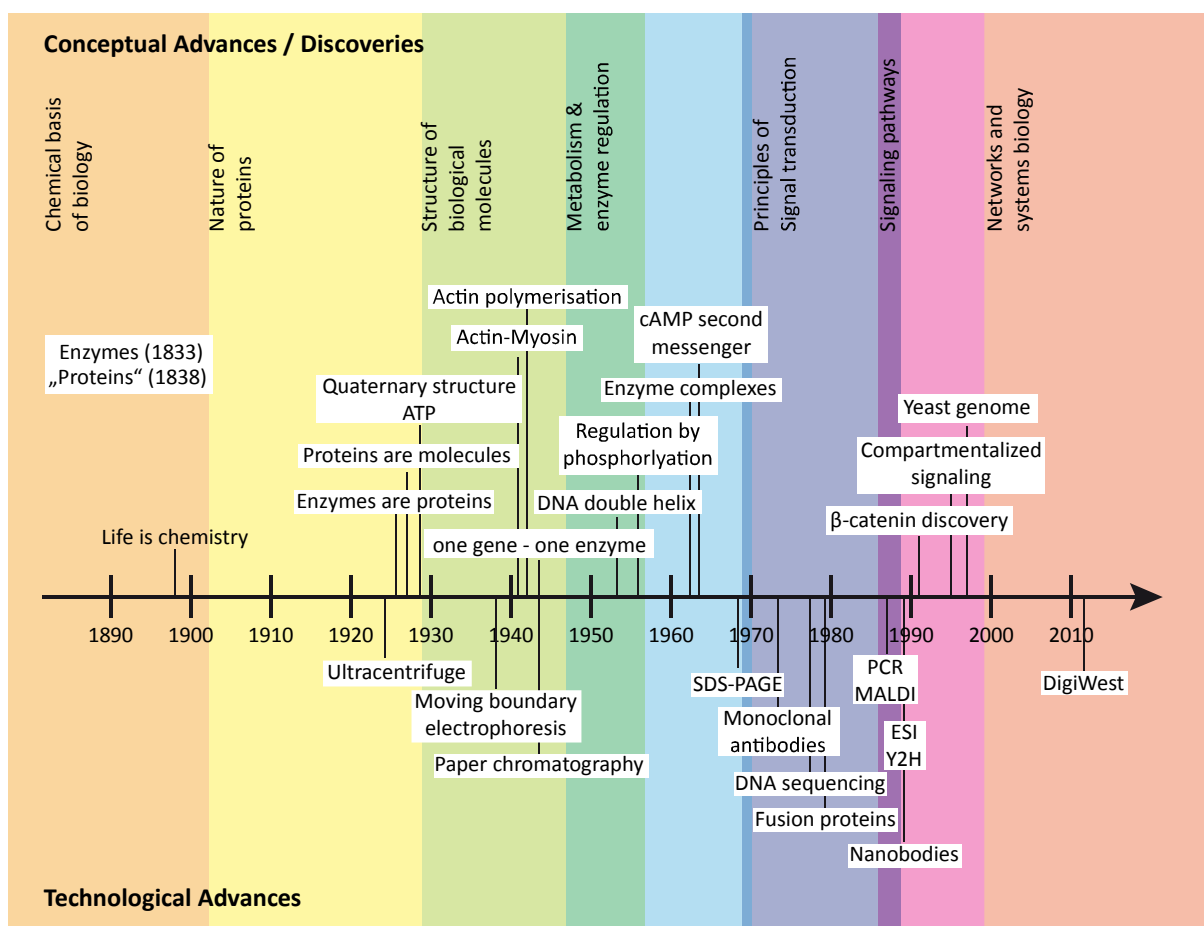 Conceptual Advances / Discoveries
Chemical basis
of biology
Nature of
proteins
Structure of
biological
molecules
Metabolism &
enzyme regulation
Principles of
Signal transduction
Signaling pathways
Networks and
systems biology
Actin polymerisation
Actin-Myosin
cAMP second
messenger
Enzymes (1833)
„Proteins“ (1838)
Quaternary structure
ATP
Enzyme complexes
Yeast genome
Regulation by
phosphorlyation
Proteins are molecules
Compartmentalized
signaling
Enzymes are proteins
DNA double helix
β-catenin discovery
Life is chemistry
one gene - one enzyme
1890 1900 1910 1920 1930 1940 1950 1960 1970 1980 1990 2000 2010
Ultracentrifuge
SDS-PAGE
PCR
MALDI
DigiWest
Moving boundary
electrophoresis
Monoclonal
antibodies
ESI
Y2H
Paper chromatography
DNA sequencing
Fusion proteins
Nanobodies
Technological Advances